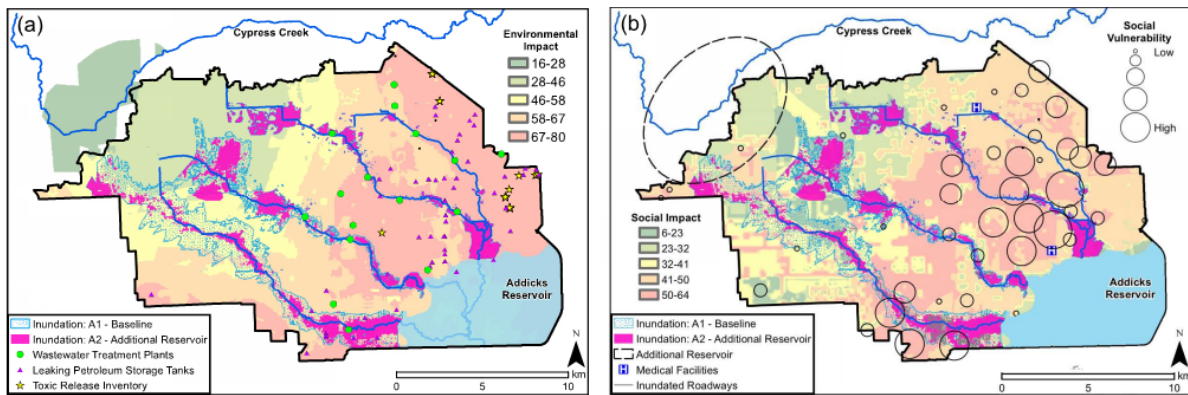 (a)
Cypress Creek
Environmental
Impact
16-28
28-46
46-58
58-67
67-80
Addicks
Reservoir
Inundation: A1 - Baseline
Inundation: A2 - Additional Reservoir
Wastewater Treatment Plants
Leaking Petroleum Storage Tanks
Toxic Release Inventory
N
km
0 5 10
(b)
Cypress Creek
Social
Vulnerability
Low
High
H
Social Impact
6-23
23-32
32-41
41-50
50-64
H
Addicks
Reservoir
Inundation: A1 - Baseline
Inundation: A2 - Additional Reservoir
Additional Reservoir
H Medical Facilities
Inundated Roadways
N
km
0 5 10